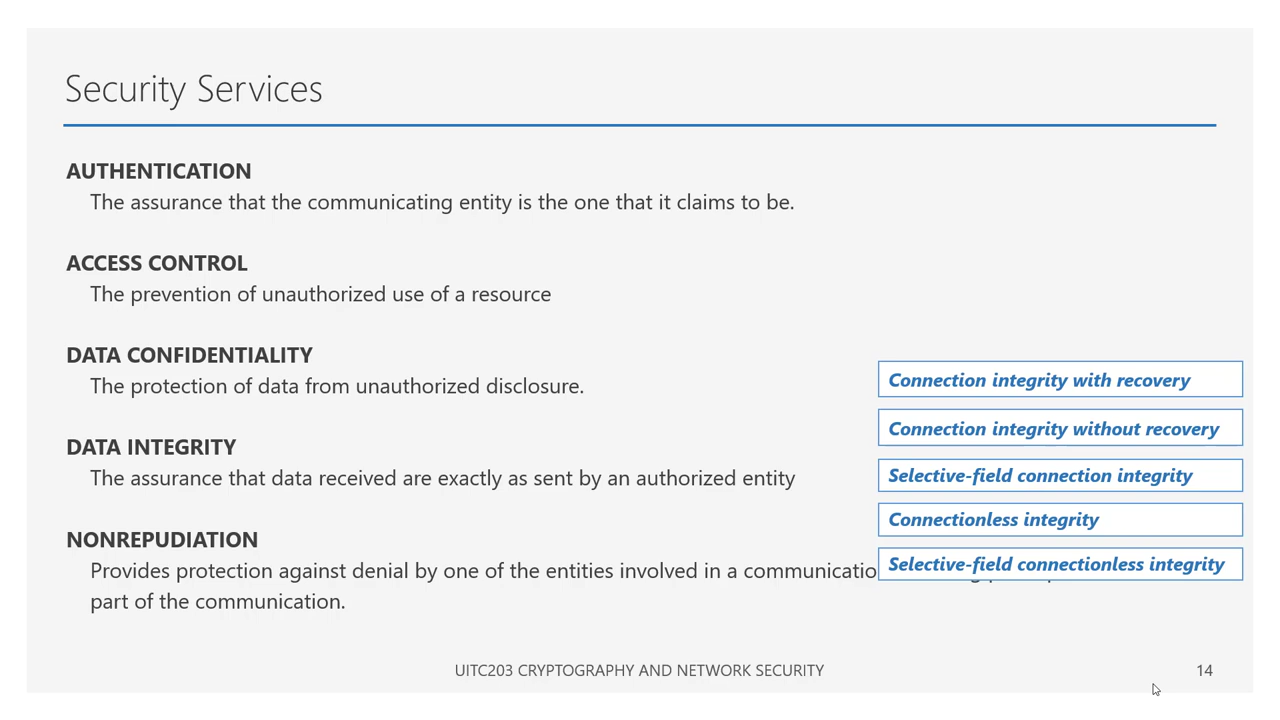 Security Services
AUTHENTICATION
The assurance that the communicating entity is the one that it claims to be.
ACCESS CONTROL
The prevention of unauthorized use of a resource
DATA CONFIDENTIALITY
The protection of data from unauthorized disclosure.
DATA INTEGRITY
The assurance that data received are exactly as sent by an authorized entity
Connection integrity with recovery
Connection integrity without recovery
Selective-field connection integrity
Connectionless integrity
Selective-field connectionless integrity
NONREPUDIATION
Provides protection against denial by one of the entities involved in a
part of the communication.
UITC203 CRYPTOGRAPHY AND NETWORK SECURITY
14